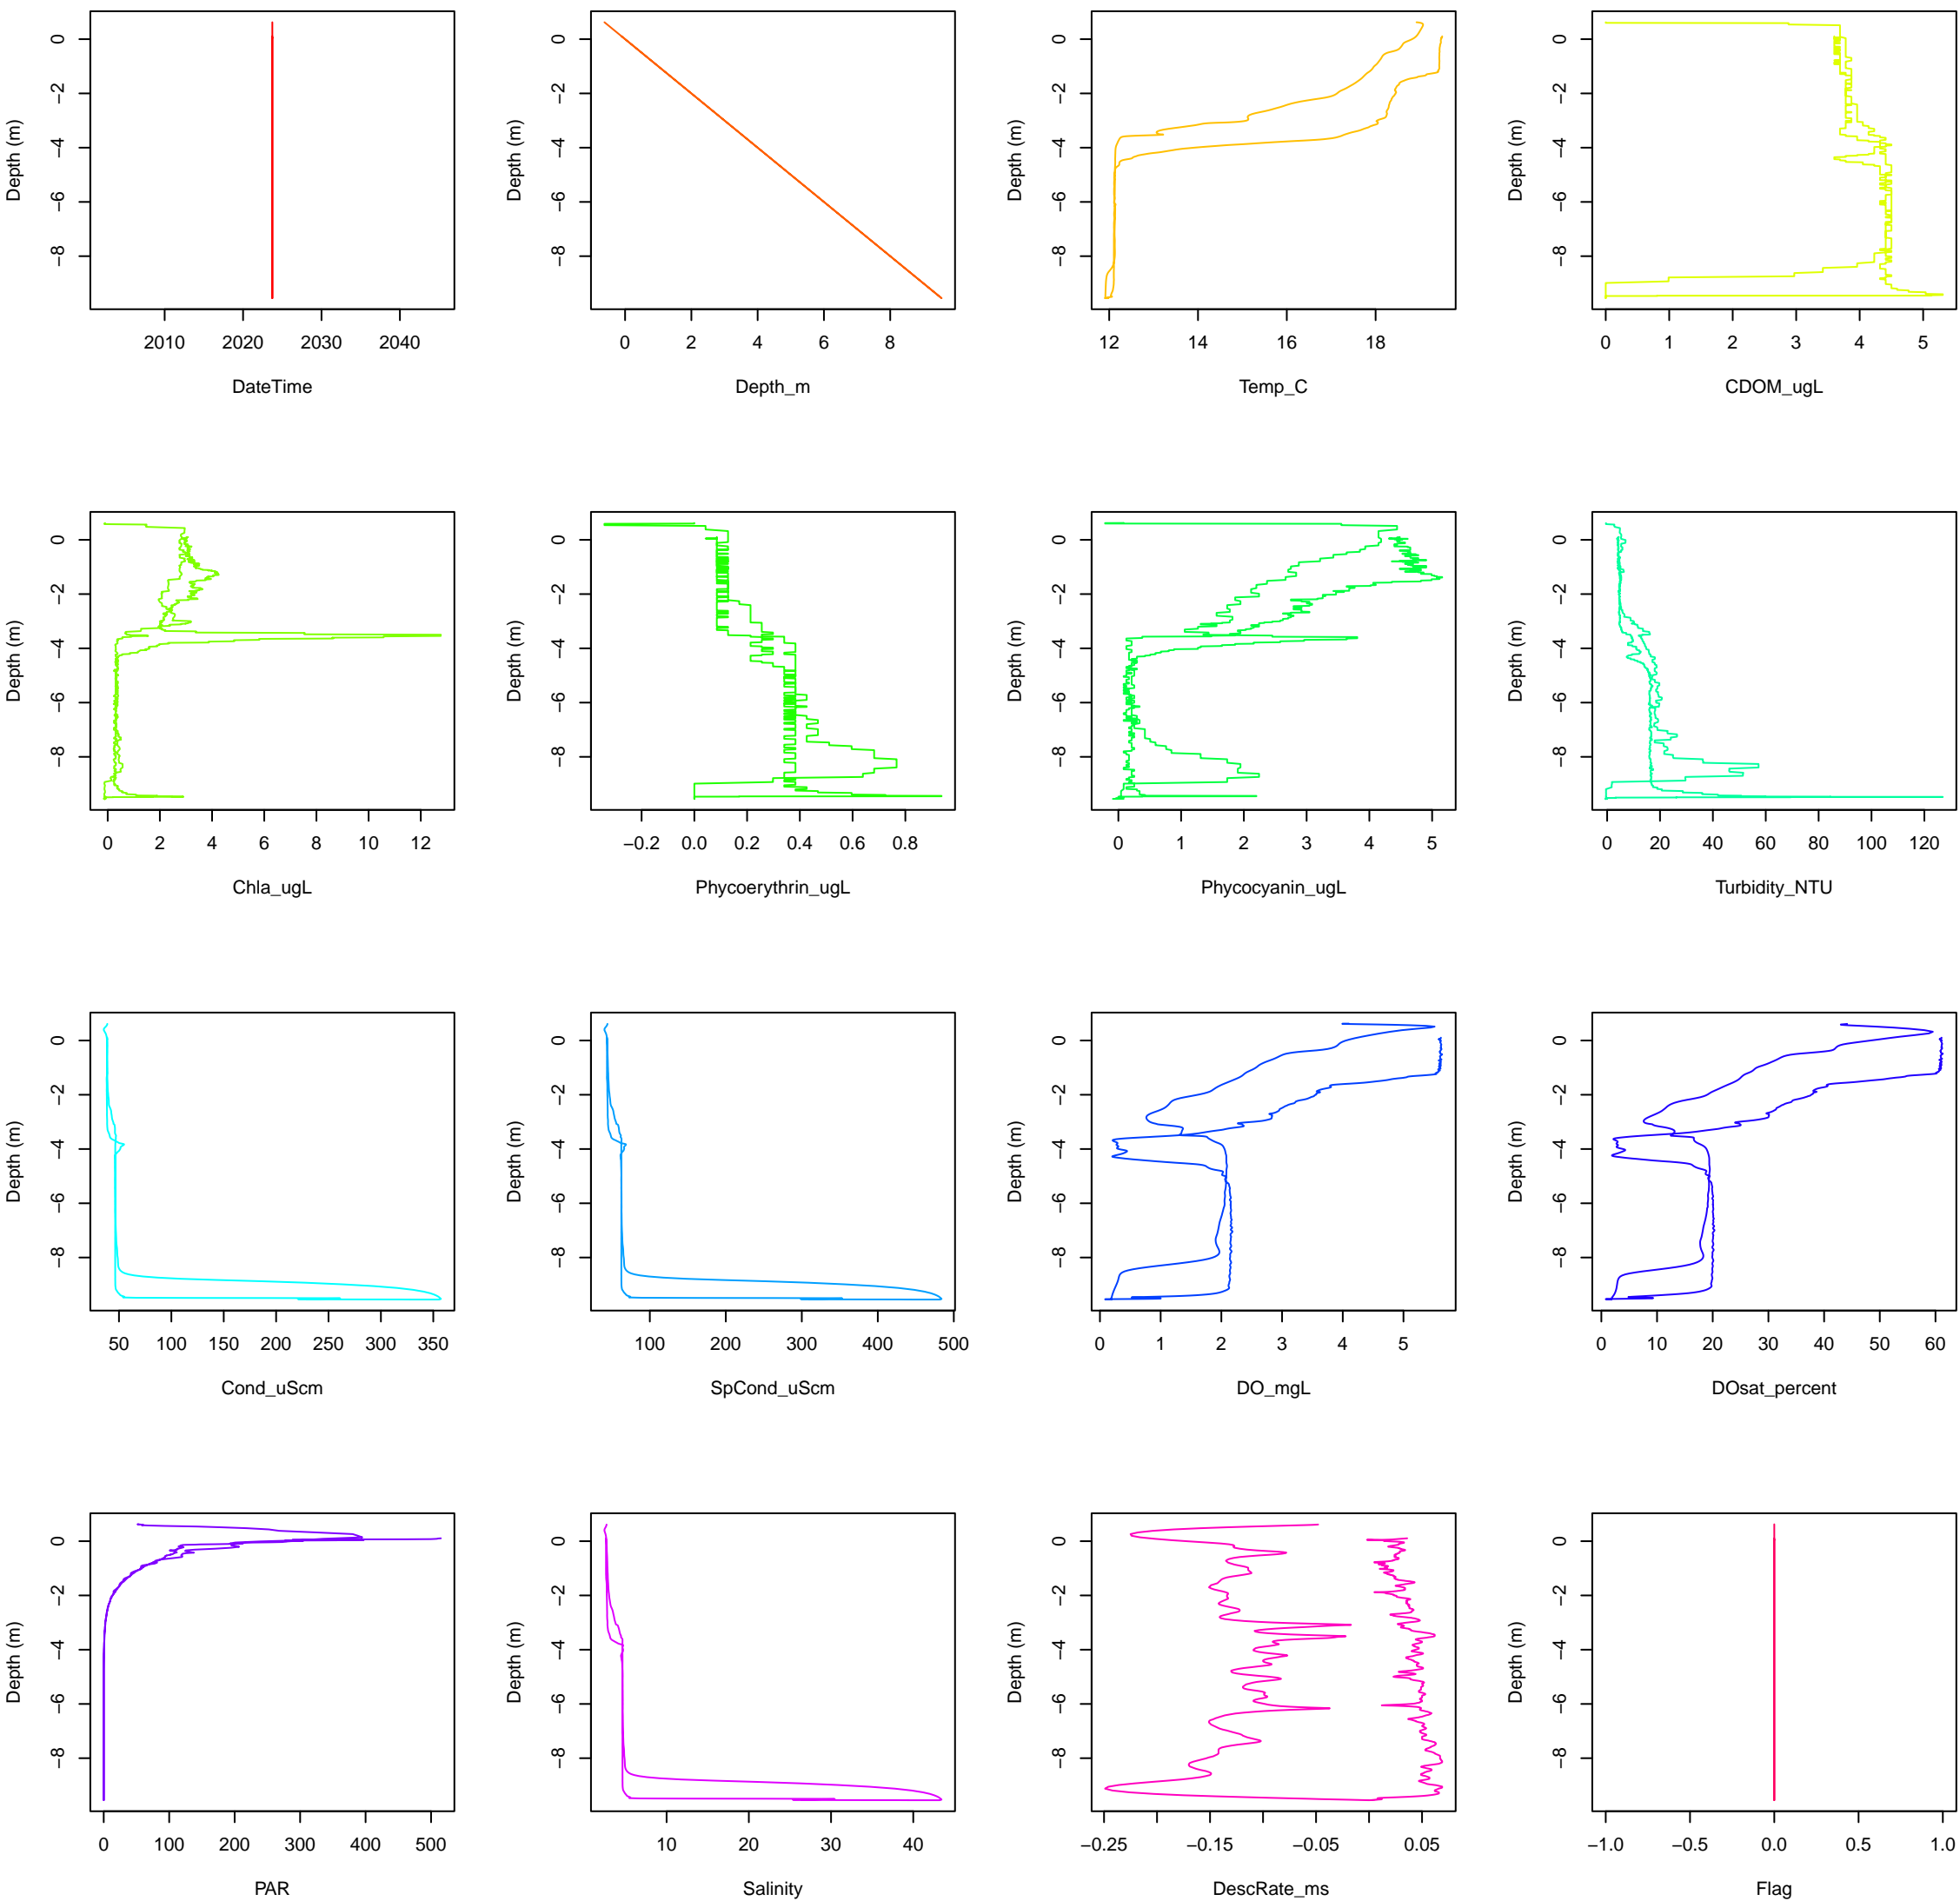 Depth (m)
0
−2
−4
−6
−8
2010 2020 2030 2040
DateTime
Depth (m)
0
−2
−4
−6
−8
0 2 4 6 8
Depth_m
Depth (m)
0
−2
−4
−6
−8
12 14 16 18
Temp_C
Depth (m)
0
−2
−4
−6
−8
0 1 2 3 4 5
CDOM_ugL
Depth (m)
0
−2
−4
−6
−8
0 2 4 6 8 10 12
Chla_ugL
Depth (m)
0
−2
−4
−6
−8
−0.2 0.0 0.2 0.4 0.6 0.8
Phycoerythrin_ugL
Depth (m)
0
−2
−4
−6
−8
0 1 2 3 4 5
Phycocyanin_ugL
Depth (m)
0
−2
−4
−6
−8
0 20 40 60 80 100 120
Turbidity_NTU
Depth (m)
0
−2
−4
−6
−8
50 100 150 200 250 300 350
Cond_uScm
Depth (m)
0
−2
−4
−6
−8
100 200 300 400 500
SpCond_uScm
Depth (m)
0
−2
−4
−6
−8
0 1 2 3 4 5
DO_mgL
Depth (m)
0
−2
−4
−6
−8
0 10 20 30 40 50 60
DOsat_percent
Depth (m)
0
−2
−4
−6
−8
0 100 200 300 400 500
PAR
Depth (m)
0
−2
−4
−6
−8
10 20 30 40
Salinity
Depth (m)
0
−2
−4
−6
−8
−0.25 −0.15 −0.05 0.05
DescRate_ms
Depth (m)
0
−2
−4
−6
−8
−1.0 −0.5 0.0 0.5 1.0
Flag